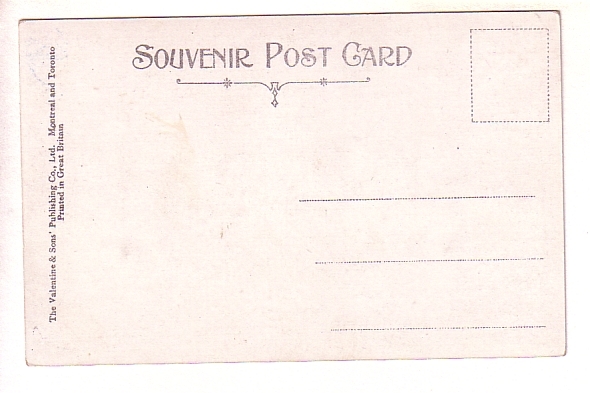 SOUVENIR POST CARD
The Valentine & Sons' Publishing Co., Ltd. Montreal and Toronto
Printed in Great Britain